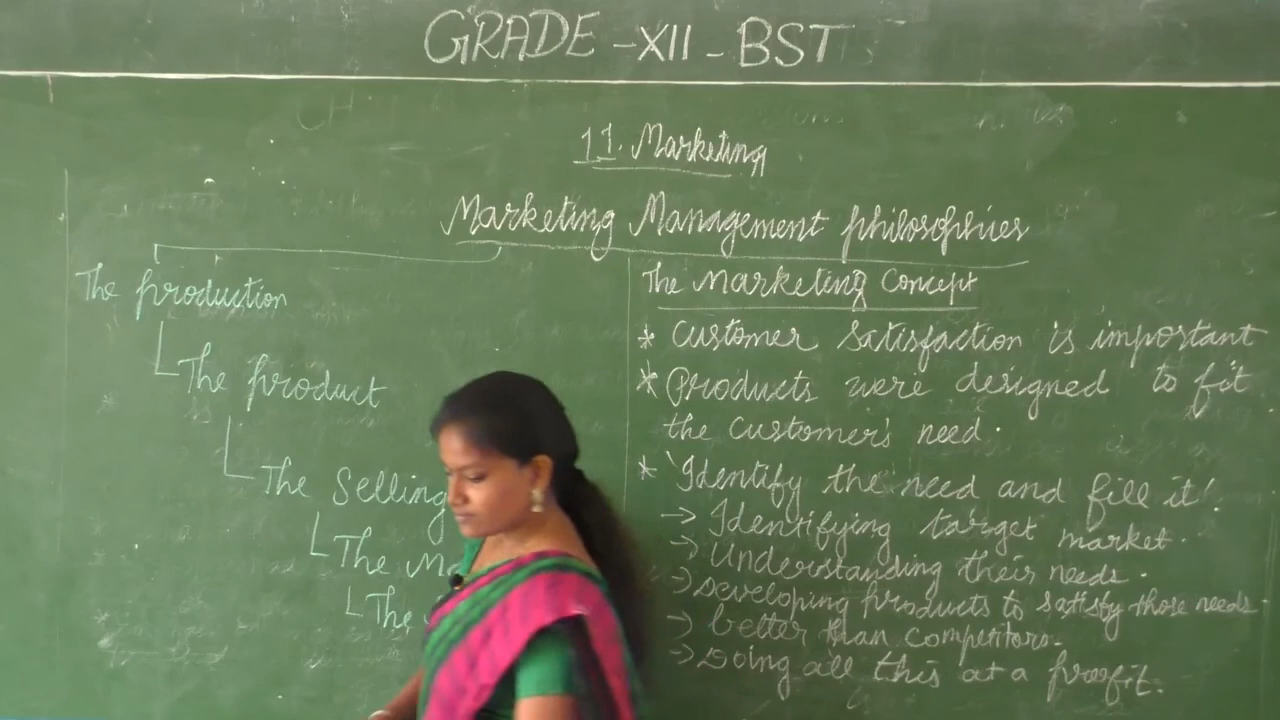 GRADE - XII - BST
11. Marketing
Marketing Management philosophies
The production
The product
The Selling
The Ma
The
The Marketing Concept
* Customer Satisfaction is important
* Products were designed to fit
the Customer's need.
* 'Identify the need and fill it'.
→ Identifying target market.
→ Understanding their needs.
→ Developing products to satisfy those needs.
→ better than competitors.
→ Doing all this at a profit.